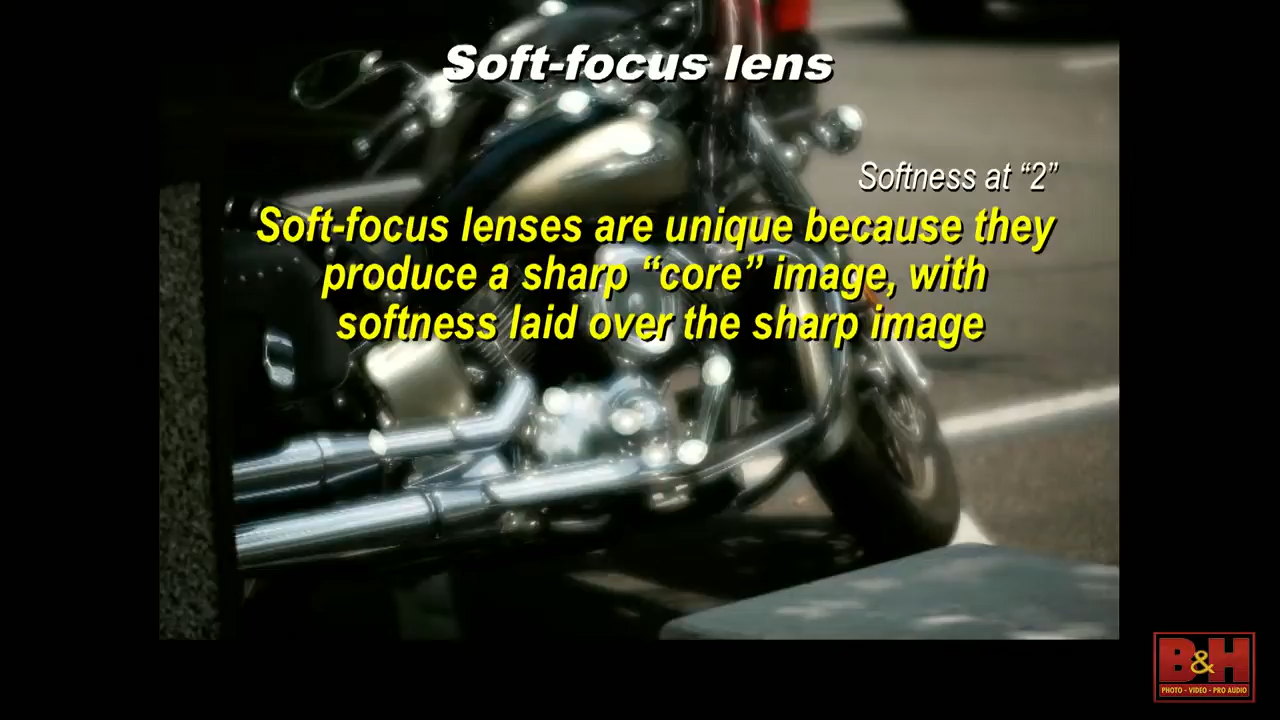 Soft-focus lens
Softness at “2”
Soft-focus lenses are unique because they
produce a sharp “core” image, with
softness laid over the sharp image
B&H
PHOTO - VIDEO - PRO AUDIO